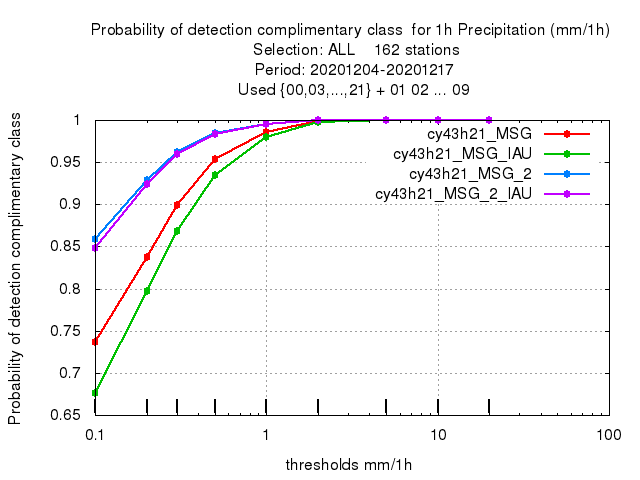 Probability of detection complimentary class  for 1h Precipitation (mm/1h)
Selection: ALL    162 stations
Period: 20201204-20201217
Used {00,03,...,21} + 01 02 ... 09
Probability of detection complimentary class
1
0.95
0.9
0.85
0.8
0.75
0.7
0.65
cy43h21_MSG
cy43h21_MSG_IAU
cy43h21_MSG_2
cy43h21_MSG_2_IAU
0.1 1 10 100
thresholds mm/1h